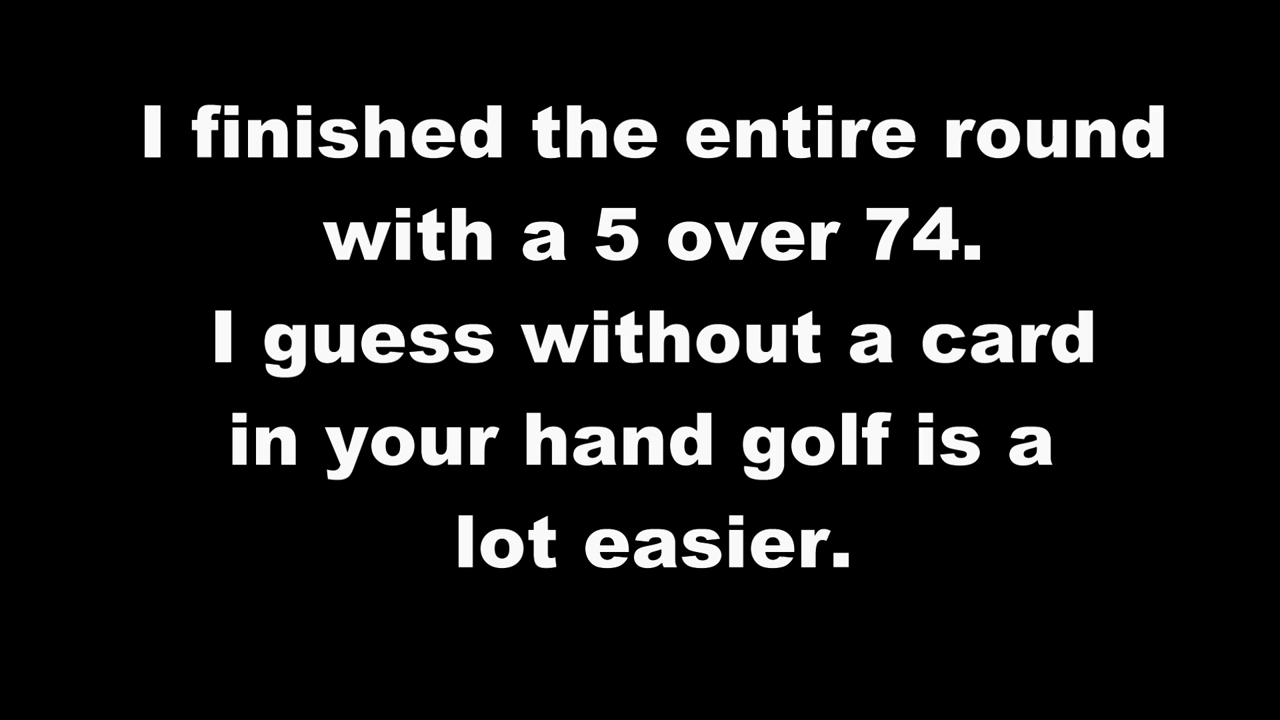 I finished the entire round
with a 5 over 74.
I guess without a card
in your hand golf is a
lot easier.